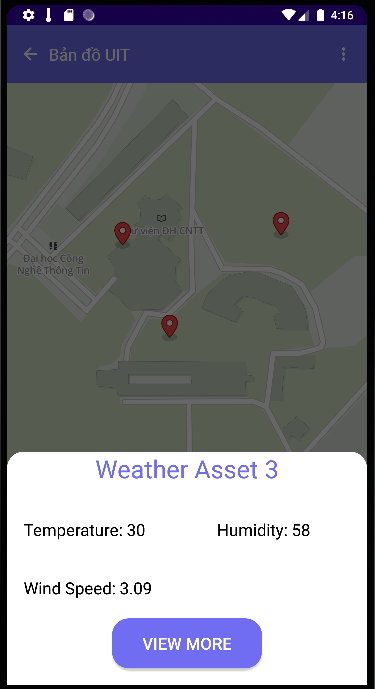 4:16
Bản đồ UIT
viện ĐH CNTT
Đại học Công
Nghệ Thông Tin
Weather Asset 3
Temperature: 30
Humidity: 58
Wind Speed: 3.09
VIEW MORE